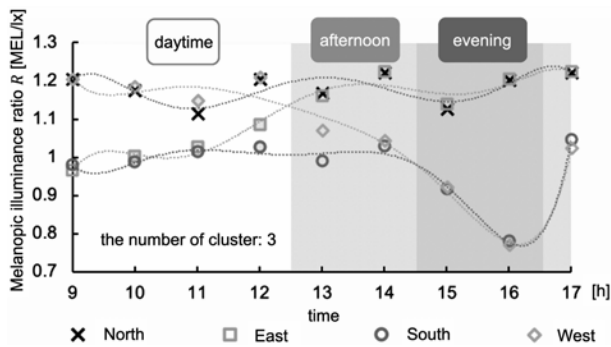 Melanopic illuminance ratio R [MEL/lx]
1.3
1.2
1.1
1
0.9
0.8
0.7
daytime
afternoon
evening
the number of cluster: 3
9 10 11 12 13 14 15 16 17 [h]
time
North East South West